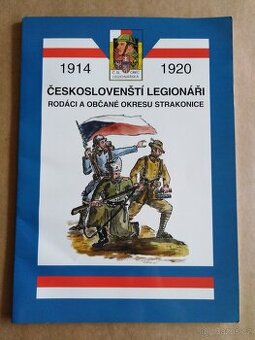 1914 1920
ČESKOSLOVENŠTÍ LEGIONÁŘI
RODÁCI A OBČANÉ OKRESU STRAKONICE